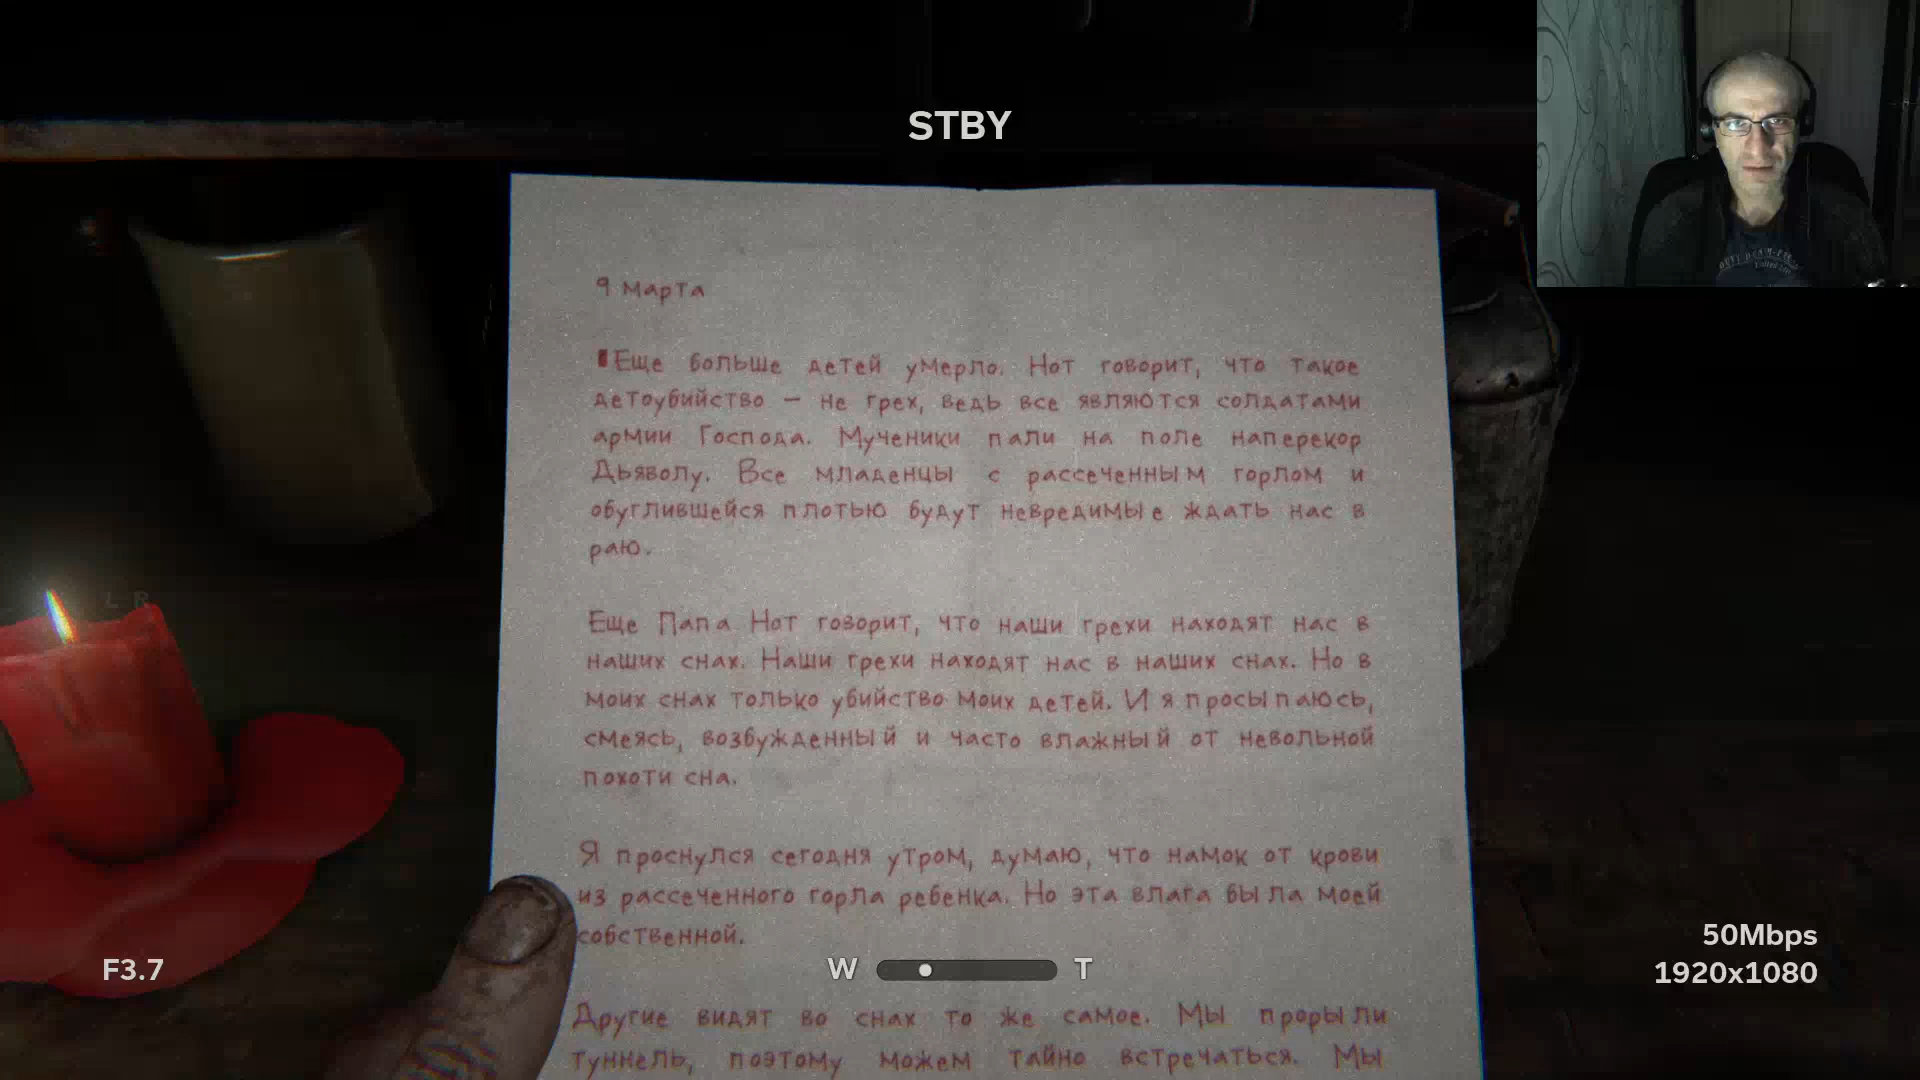 STBY
9 марта
Еще больше детей умерло. Нот говорит, что такое
детоубийство – не грех, ведь все являются солдатами
армии Господа. Мученики пали на поле наперекор
Дьяволу. Все младенцы с рассеченным горлом и
обуглившейся плотью будут невредимые ждать нас в
раю.
Еще Папа Нот говорит, что наши грехи находят нас в
наших снах. Наши грехи находят нас в наших снах. Но в
моих снах только убийство моих детей. И я просыпаюсь,
смеясь, возбужденный и часто влажный от невольной
похоти сна.
Я проснулся сегодня утром, думаю, что намок от крови
из рассеченного горла ребенка. Но эта влага была моей
собственной.
Другие видят во снах то же самое. Мы прорыли
туннель, поэтому можем тайно встречаться. Мы
L R
F3.7
W T
50Mbps
1920x1080